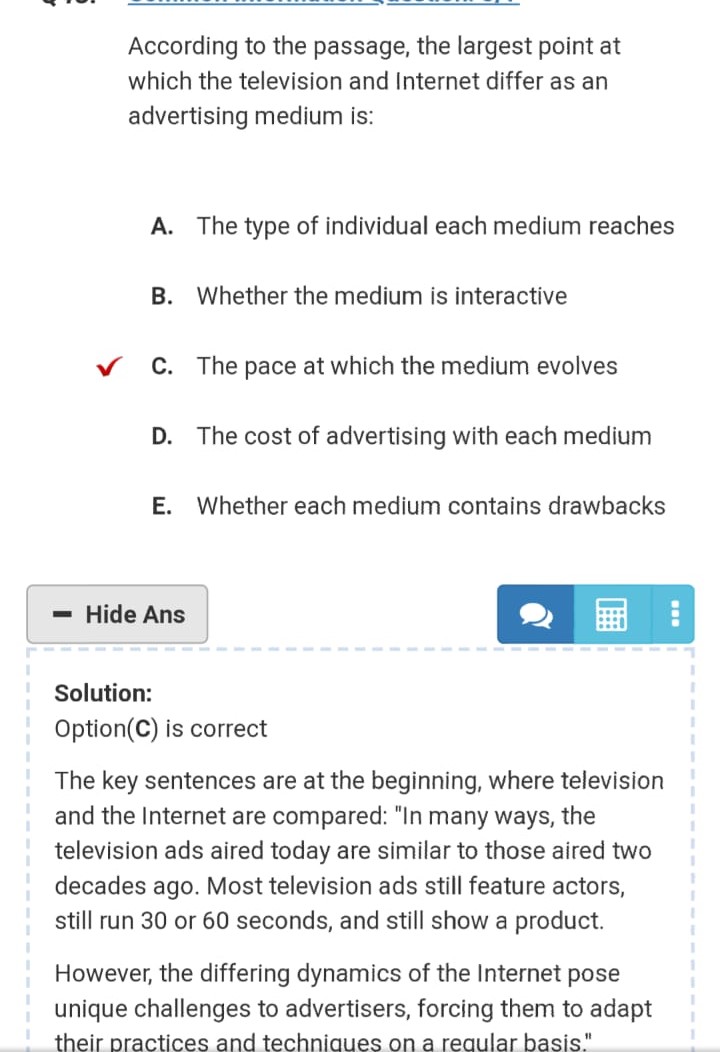 According to the passage, the largest point at
which the television and Internet differ as an
advertising medium is:
A. The type of individual each medium reaches
B. Whether the medium is interactive
C. The pace at which the medium evolves
D. The cost of advertising with each medium
E. Whether each medium contains drawbacks
Hide Ans
Solution:
Option(C) is correct
The key sentences are at the beginning, where television
and the Internet are compared: "In many ways, the
television ads aired today are similar to those aired two
decades ago. Most television ads still feature actors,
still run 30 or 60 seconds, and still show a product.
However, the differing dynamics of the Internet pose
unique challenges to advertisers, forcing them to adapt
their practices and techniques on a regular basis."